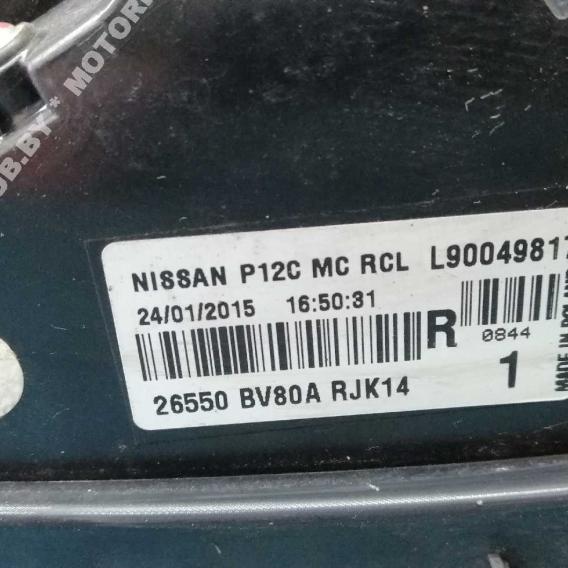 NISSAN P12C MC RCL L90049817
24/01/2015 16:50:31
R
0844
1
26550 BV80A RJK14
MADE IN POLAND
OB.BY * MOTOR